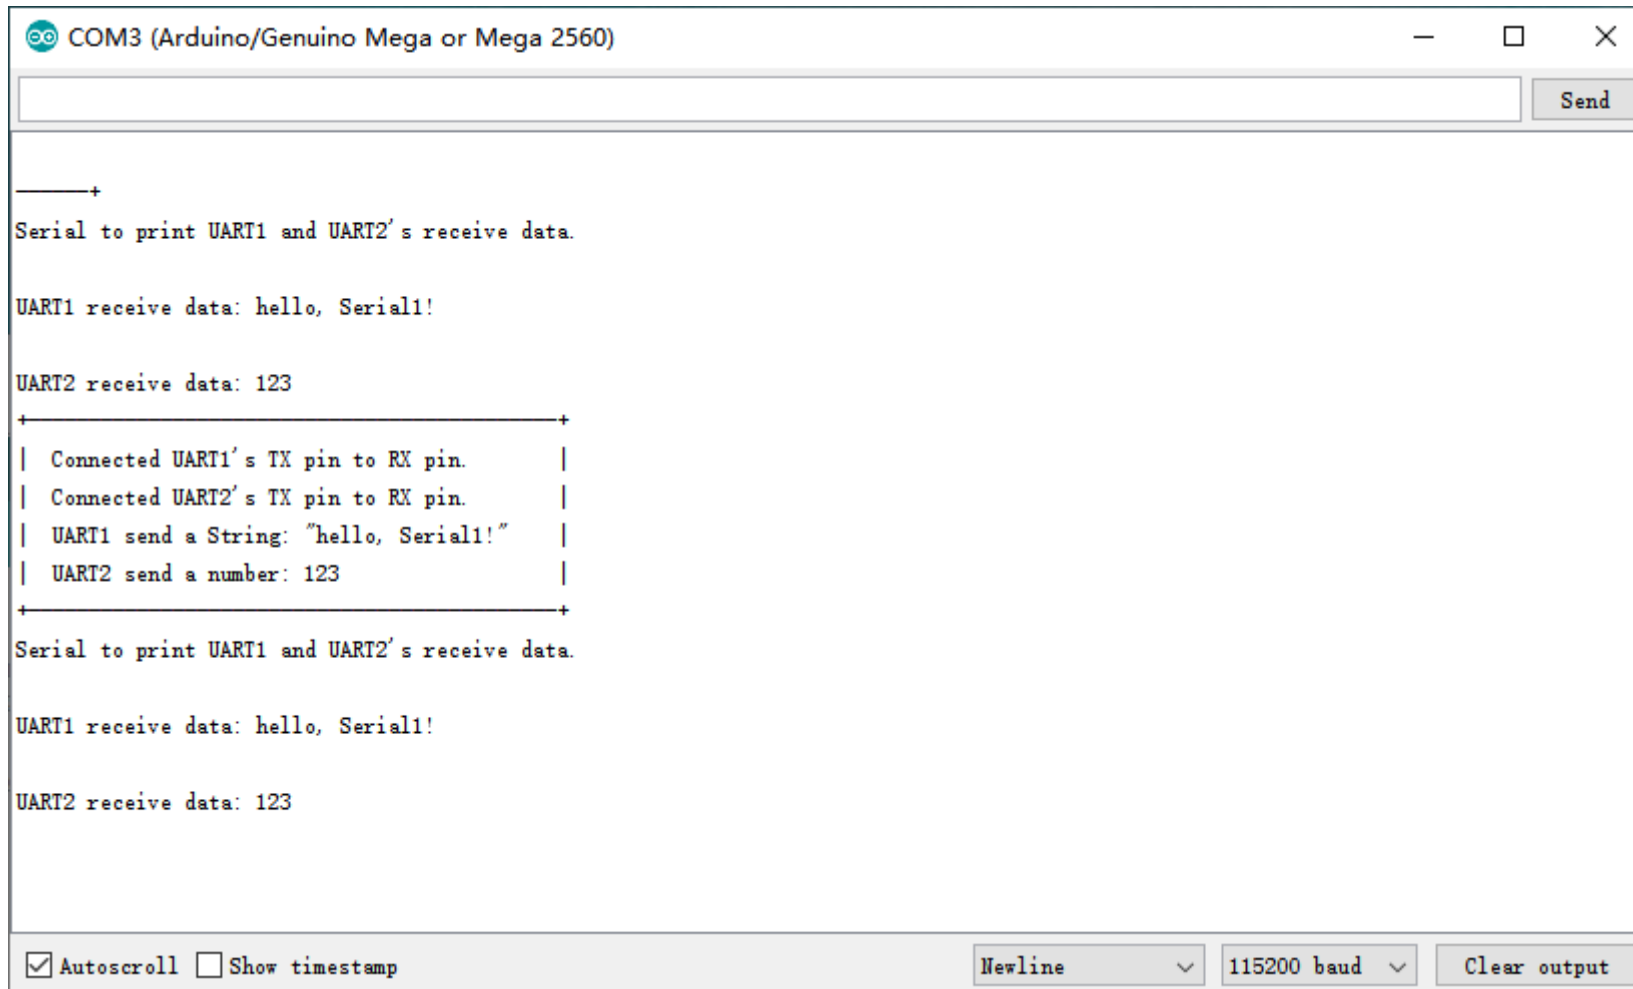 COM3 (Arduino/Genuino Mega or Mega 2560)
Send
------+
Serial to print UART1 and UART2's receive data.
UART1 receive data: hello, Serial1!
UART2 receive data: 123
+--------------------------------------------+
|  Connected UART1's TX pin to RX pin.        |
|  Connected UART2's TX pin to RX pin.        |
|  UART1 send a String: "hello, Serial1!"    |
|  UART2 send a number: 123                  |
+--------------------------------------------+
Serial to print UART1 and UART2's receive data.
UART1 receive data: hello, Serial1!
UART2 receive data: 123
Autoscroll Show timestamp Newline 115200 baud Clear output